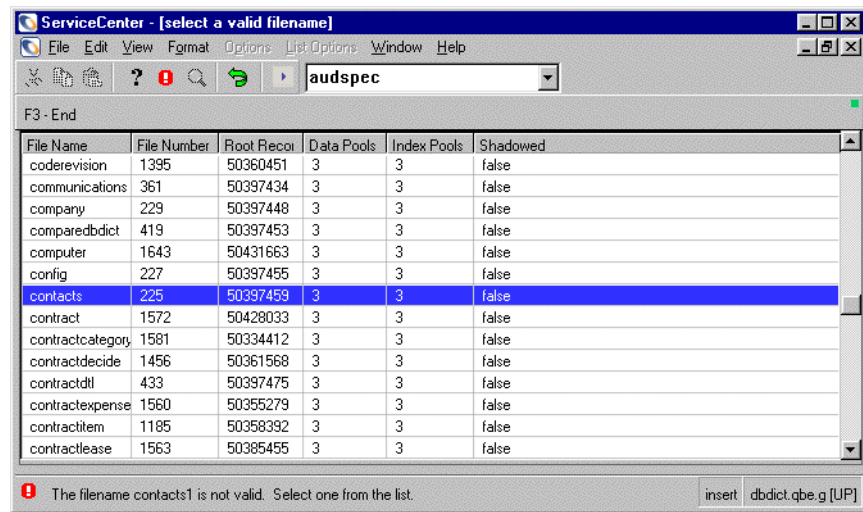 ServiceCenter - [select a valid filename]
File Edit View Format Options List Options Window Help
? audspec
F3 - End
File Name File Number Root Recor Data Pools Index Pools Shadowed
coderevision 1395 50360451 3 3 false
communications 361 50397434 3 3 false
company 229 50397448 3 3 false
comparedbdict 419 50397453 3 3 false
computer 1643 50431663 3 3 false
config 227 50397455 3 3 false
contacts 225 50397459 3 3 false
contract 1572 50428033 3 3 false
contractcategory 1581 50334412 3 3 false
contractdecide 1456 50361568 3 3 false
contractdtl 433 50397475 3 3 false
contractexpense 1560 50355279 3 3 false
contractitem 1185 50358392 3 3 false
contractlease 1563 50385455 3 3 false
The filename contacts1 is not valid. Select one from the list. insert dbdict.qbe.g [UP]